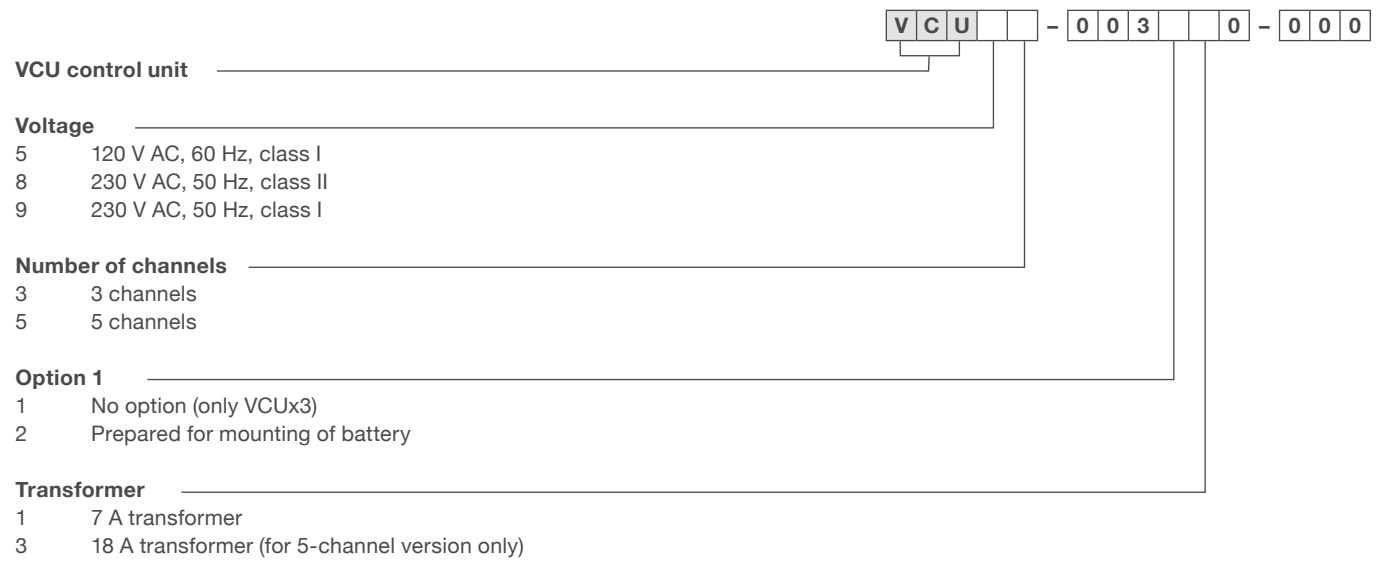 V C U – 0 0 3 0 – 0 0 0
VCU control unit
Voltage
5 120 V AC, 60 Hz, class I
8 230 V AC, 50 Hz, class II
9 230 V AC, 50 Hz, class I
Number of channels
3 3 channels
5 5 channels
Option 1
1 No option (only VCUx3)
2 Prepared for mounting of battery
Transformer
1 7 A transformer
3 18 A transformer (for 5-channel version only)